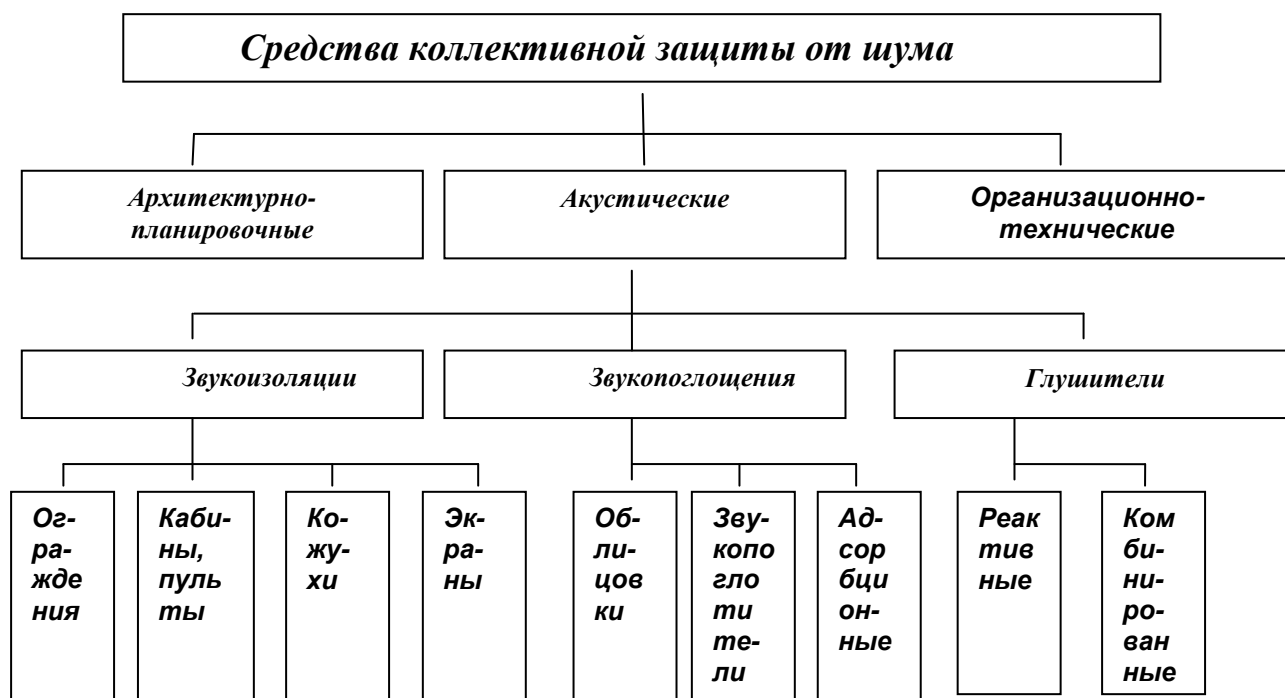 Средства коллективной защиты от шума
Архитектурно-
планировочные
Акустические
Организационно-
технические
Звукоизоляции
Звукопоглощения
Глушители
Ог-
ра-
жде
ния
Каби-
ны,
пуль
ты
Ко-
жу-
хи
Эк-
ра-
ны
Об-
ли-
цов
ки
Зву-
копо
гло
ти
те-
ли
Ад-
сор
бци
он-
ные
Реак
тив
ные
Ком
би-
ни-
ро-
ван
ные